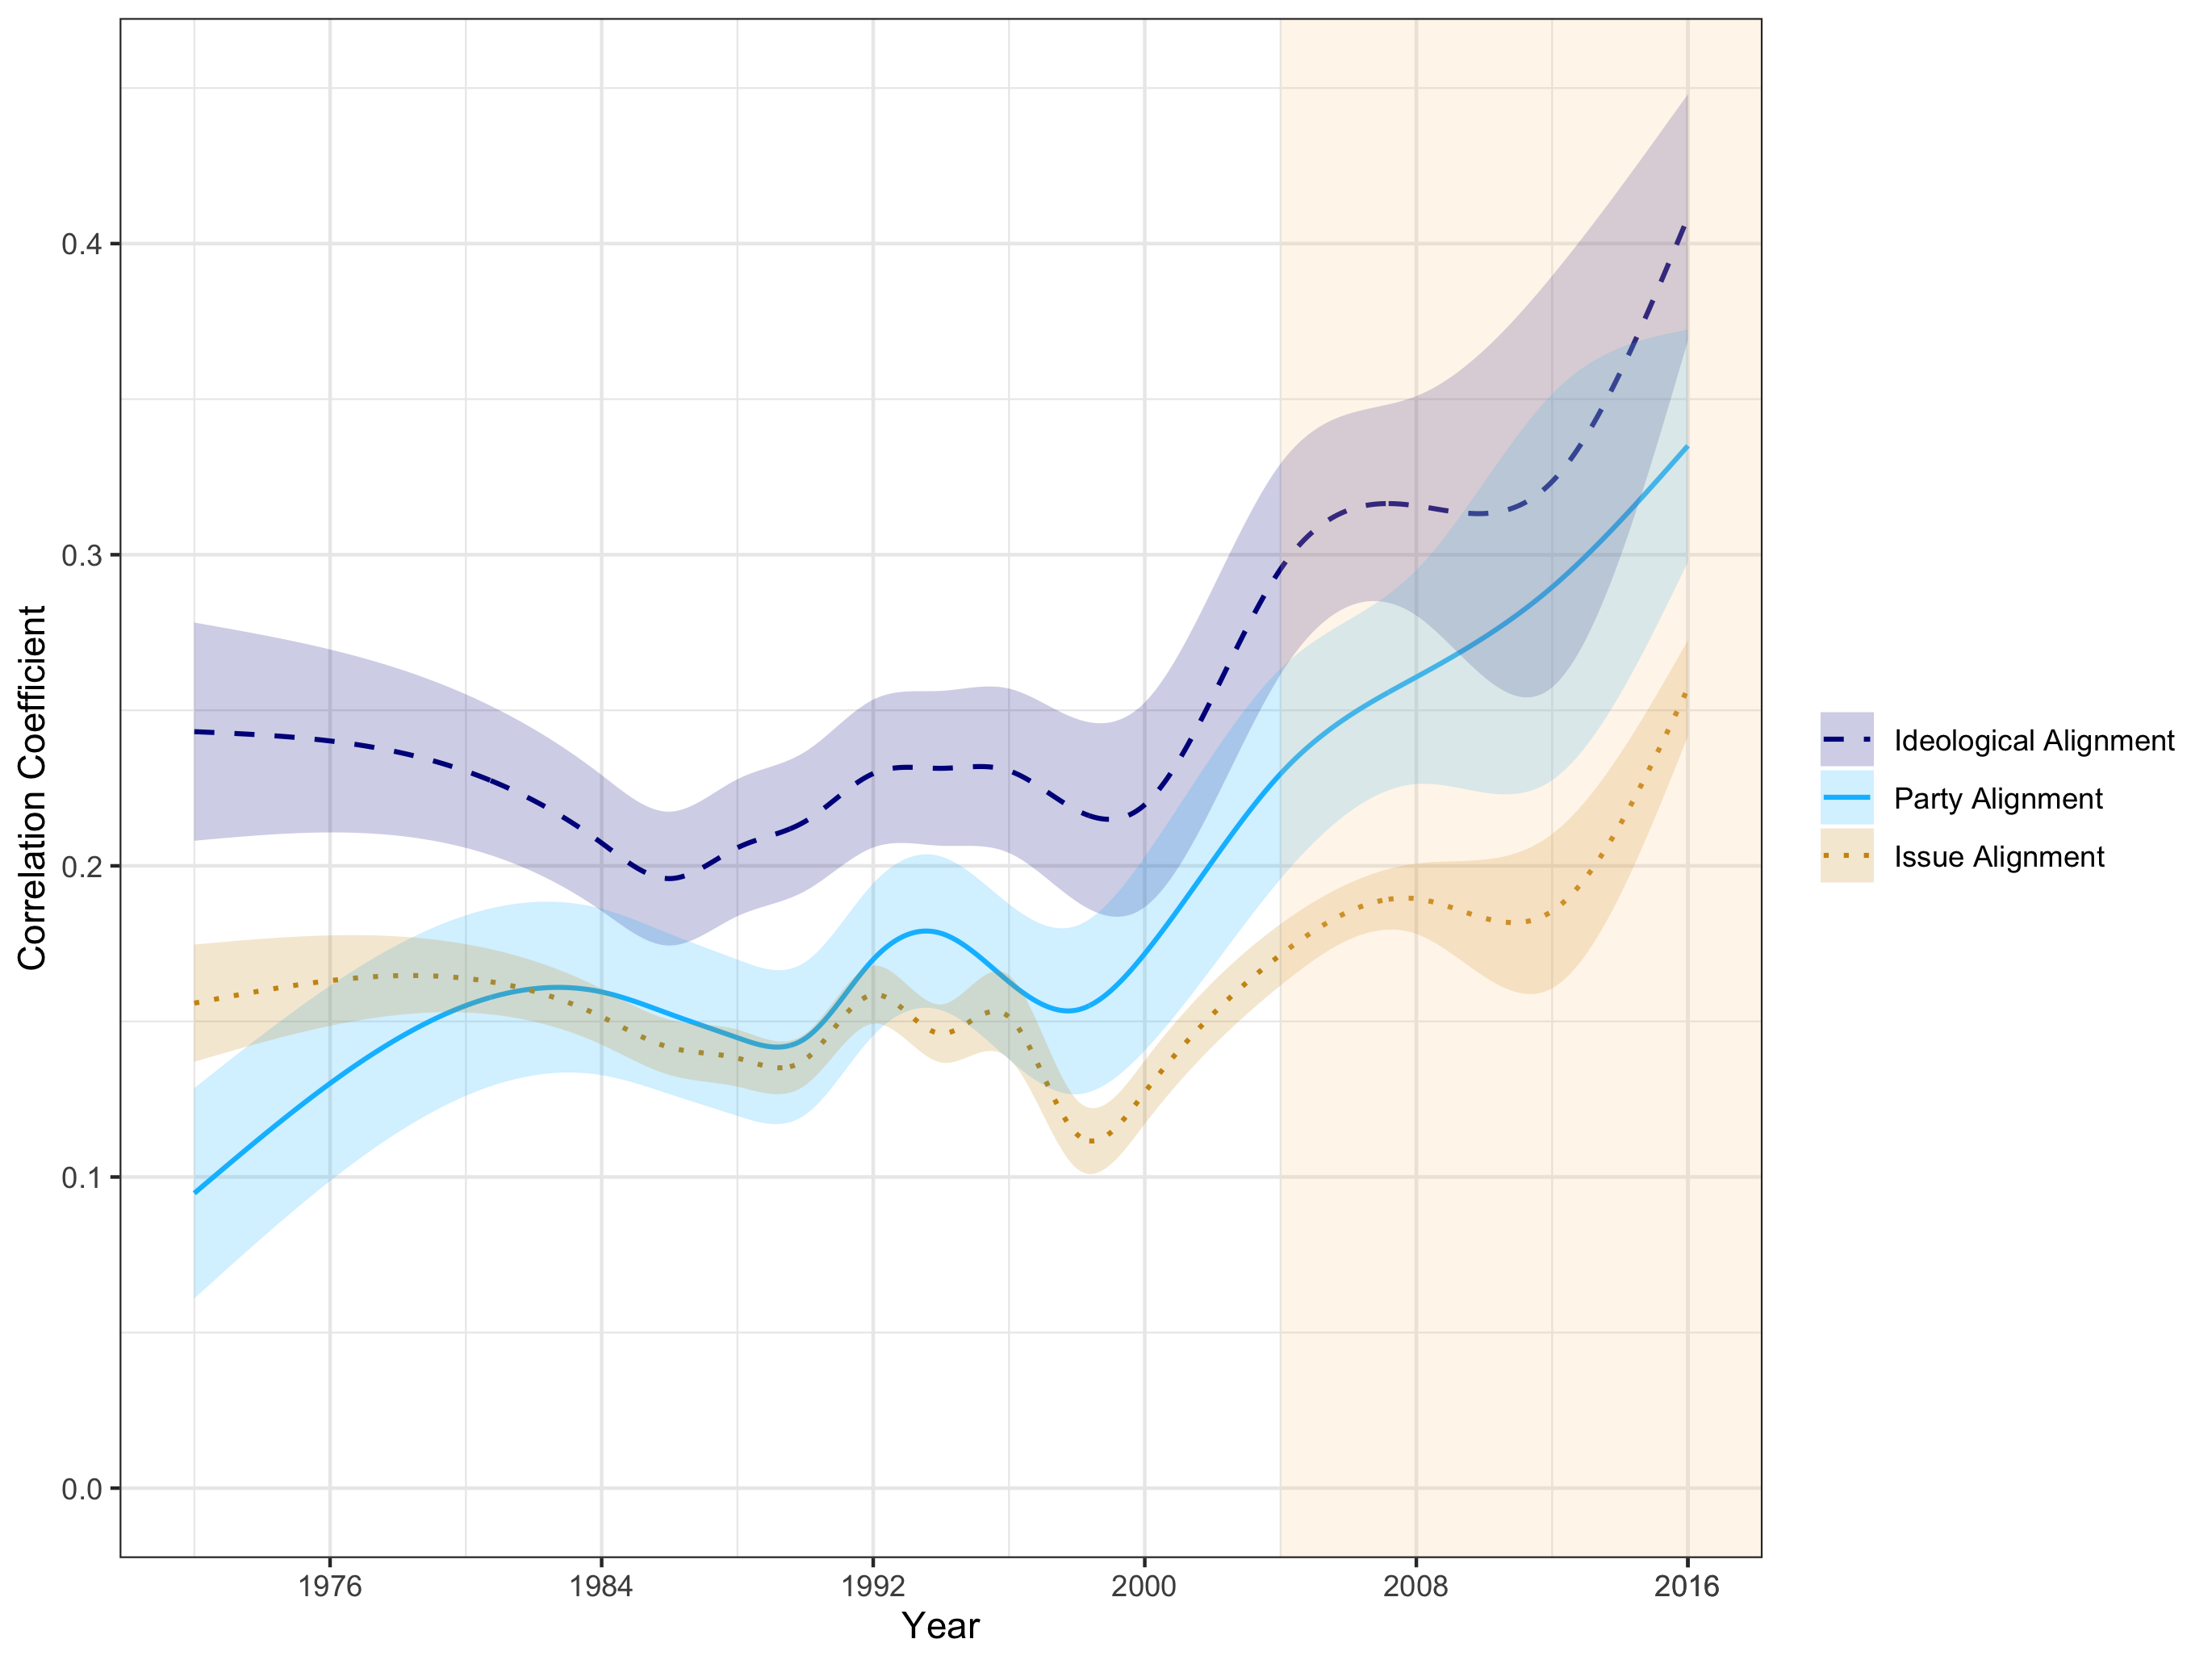 Correlation Coefficient
0.4
0.3
0.2
0.1
0.0
1976 1984 1992 2000 2008 2016
Year
Ideological Alignment
Party Alignment
Issue Alignment